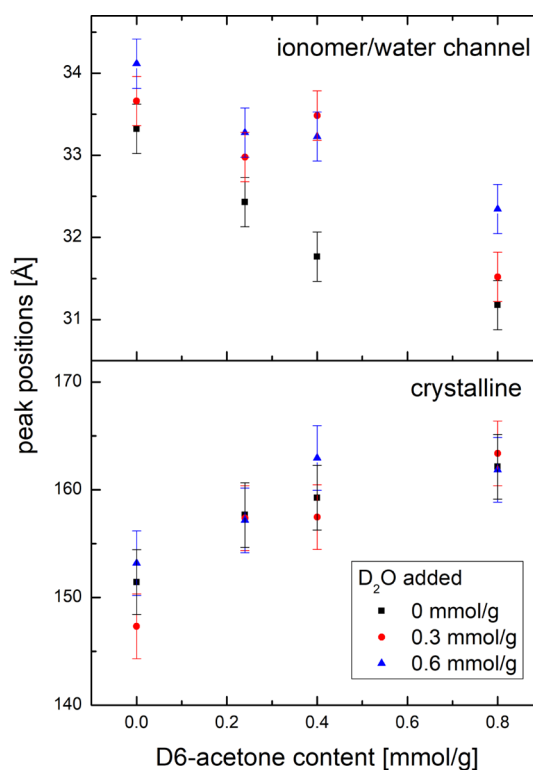 ionomer/water channel
34
33
32
31
peak positions [Å]
crystalline
170
160
150
140
D₂O added
0 mmol/g
0.3 mmol/g
0.6 mmol/g
0.0 0.2 0.4 0.6 0.8
D6-acetone content [mmol/g]